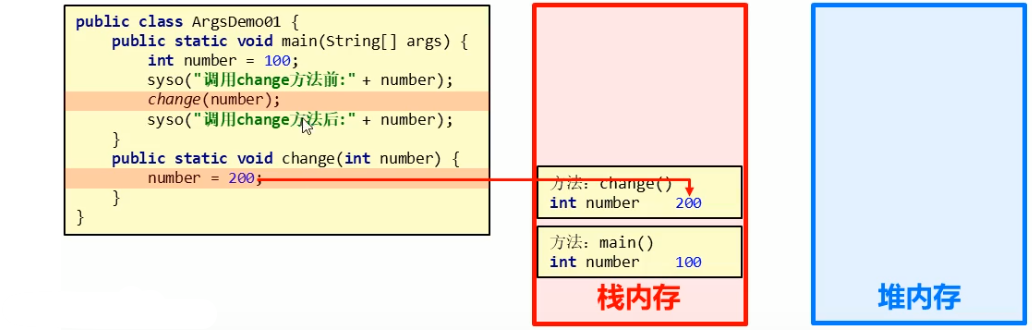 public class ArgsDemo01 {
public static void main(String[] args) {
int number = 100;
syso("调用change方法前:" + number);
change(number);
syso("调用change方法后:" + number);
}
public static void change(int number) {
number = 200;
}
}
方法: change()
int number 200
方法: main()
int number 100
栈内存
堆内存